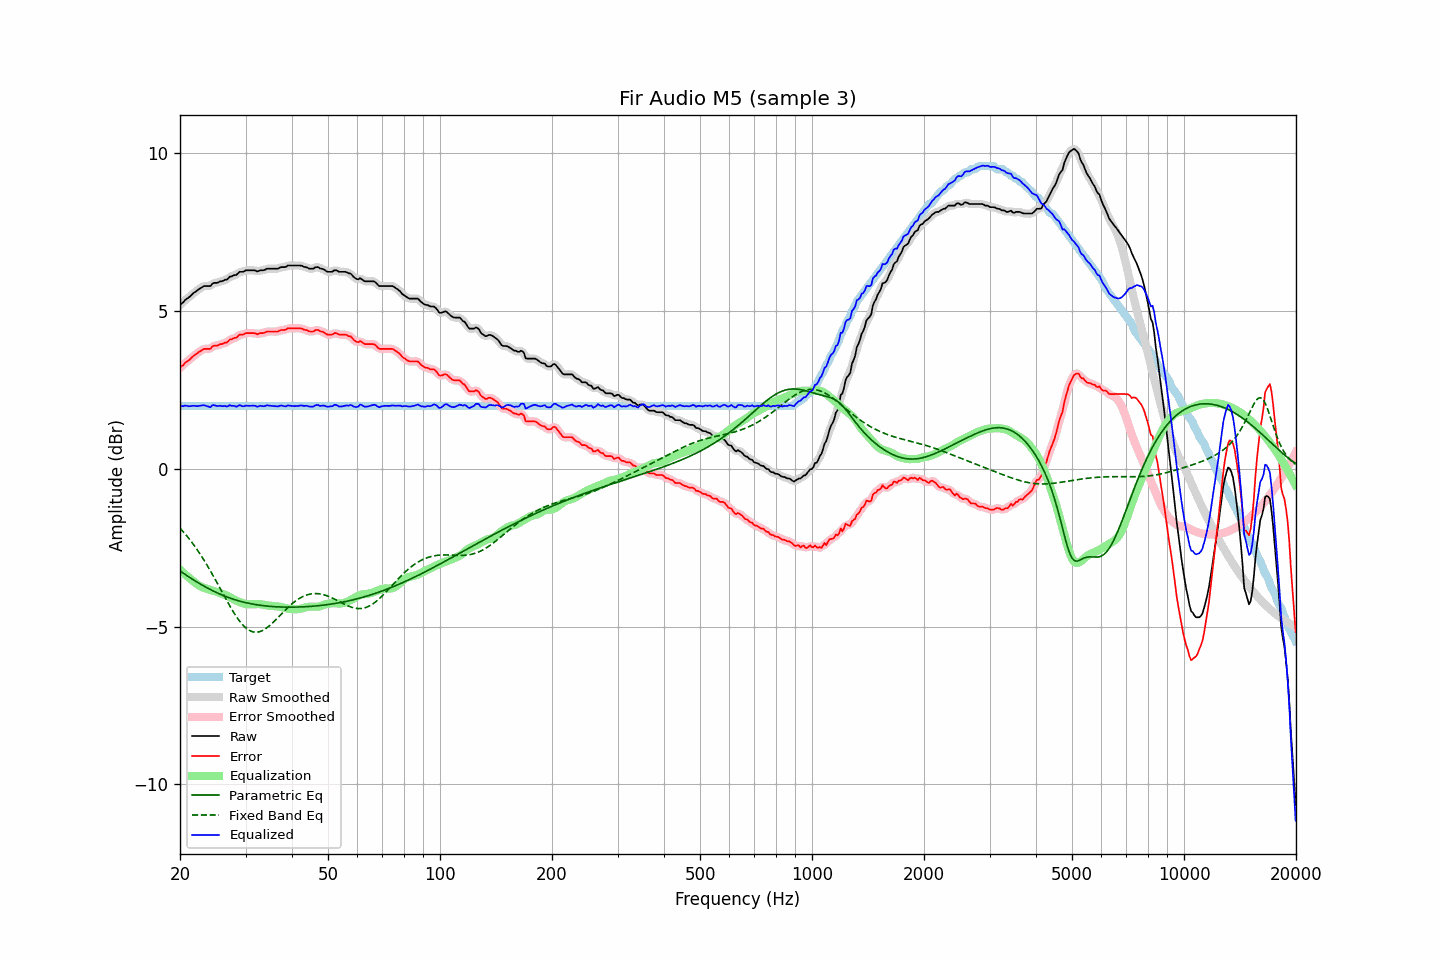 Fir Audio M5 (sample 3)
10
5
0
−5
−10
Amplitude (dBr)
Target
Raw Smoothed
Error Smoothed
Raw
Error
Equalization
Parametric Eq
Fixed Band Eq
Equalized
20 50 100 200 500 1000 2000 5000 10000 20000
Frequency (Hz)